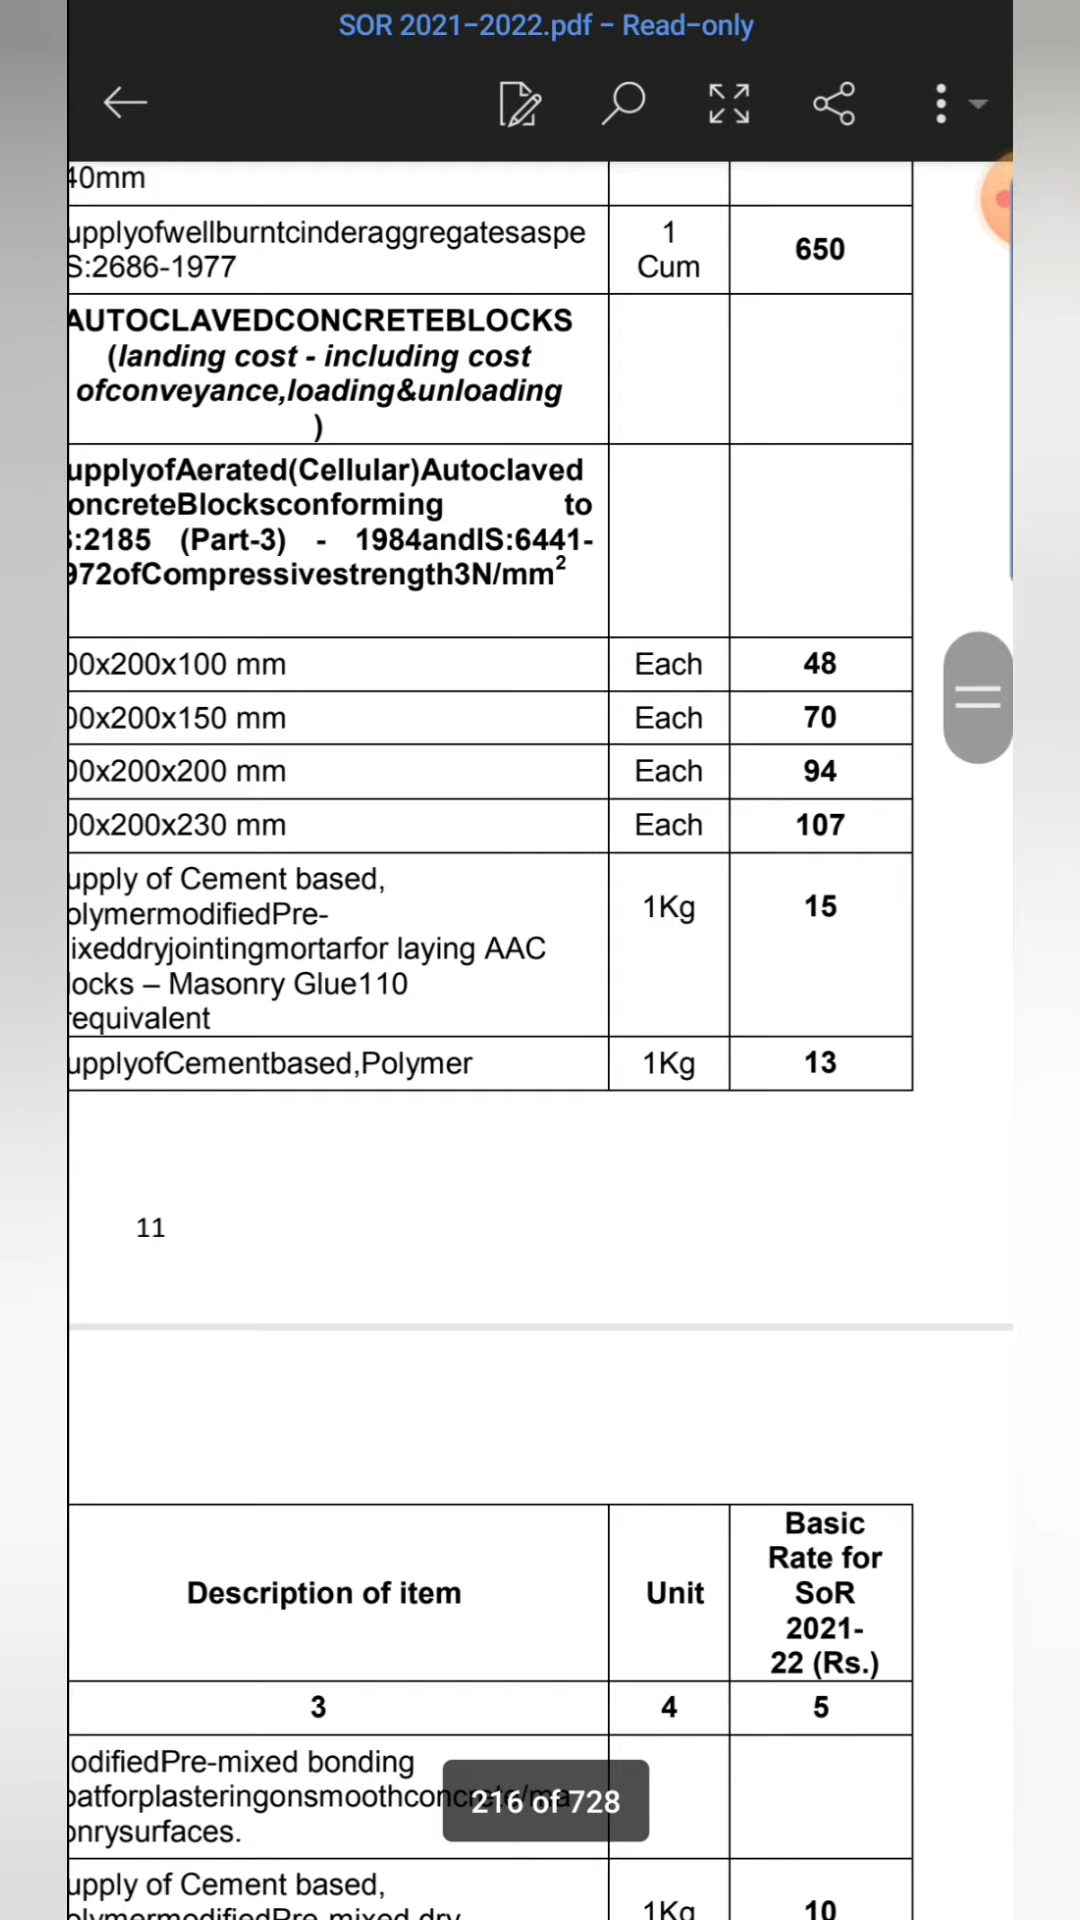 SOR 2021-2022.pdf - Read-only
40mm
upplyofwellburntcinderaggregatesaspe
S:2686-1977
1
Cum
650
AUTOCLAVEDCONCRETEBLOCKS
(landing cost - including cost
ofconveyance,loading&unloading
)
upplyofAerated(Cellular)Autoclaved
oncreteBlocksconforming to
S:2185 (Part-3) - 1984andIS:6441-
972ofCompressivestrength3N/mm²
00x200x100 mm Each 48
00x200x150 mm Each 70
00x200x200 mm Each 94
00x200x230 mm Each 107
upply of Cement based,
olymermodifiedPre-
ixeddryjointingmortarfor laying AAC
locks – Masonry Glue110
requivalent
1Kg
15
upplyofCementbased,Polymer 1Kg 13
11
Description of item
Unit
Basic
Rate for
SoR
2021-
22 (Rs.)
3 4 5
odifiedPre-mixed bonding
oatforplasteringonsmoothconcrete/ma
onrysurfaces.
216 of 728
upply of Cement based,
olymermodifiedPre-mixed dry
1Kg 10